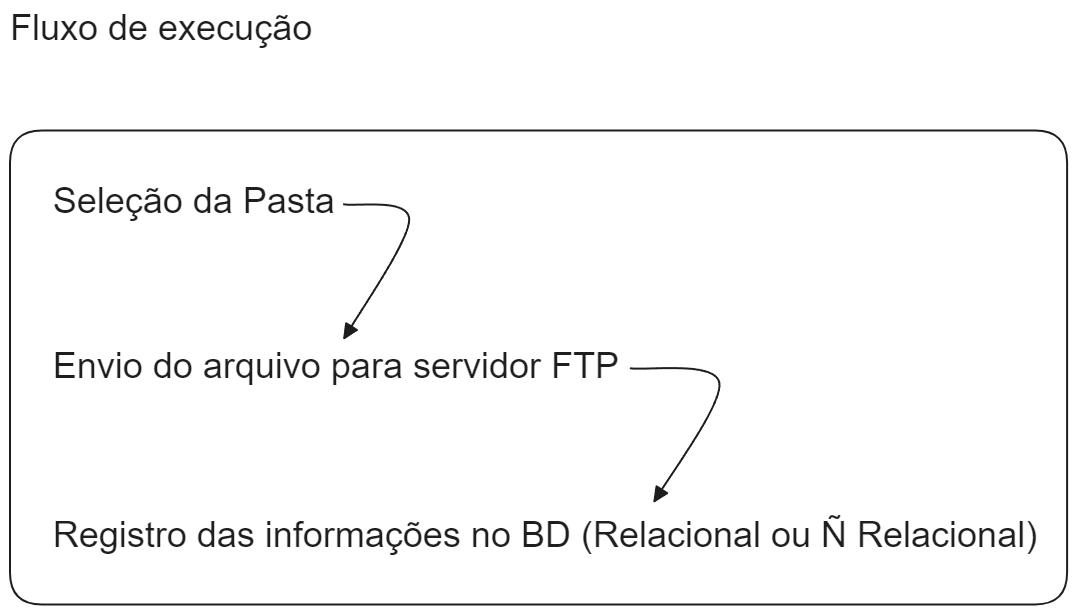 Fluxo de execução
Seleção da Pasta
Envio do arquivo para servidor FTP
Registro das informações no BD (Relacional ou Ñ Relacional)